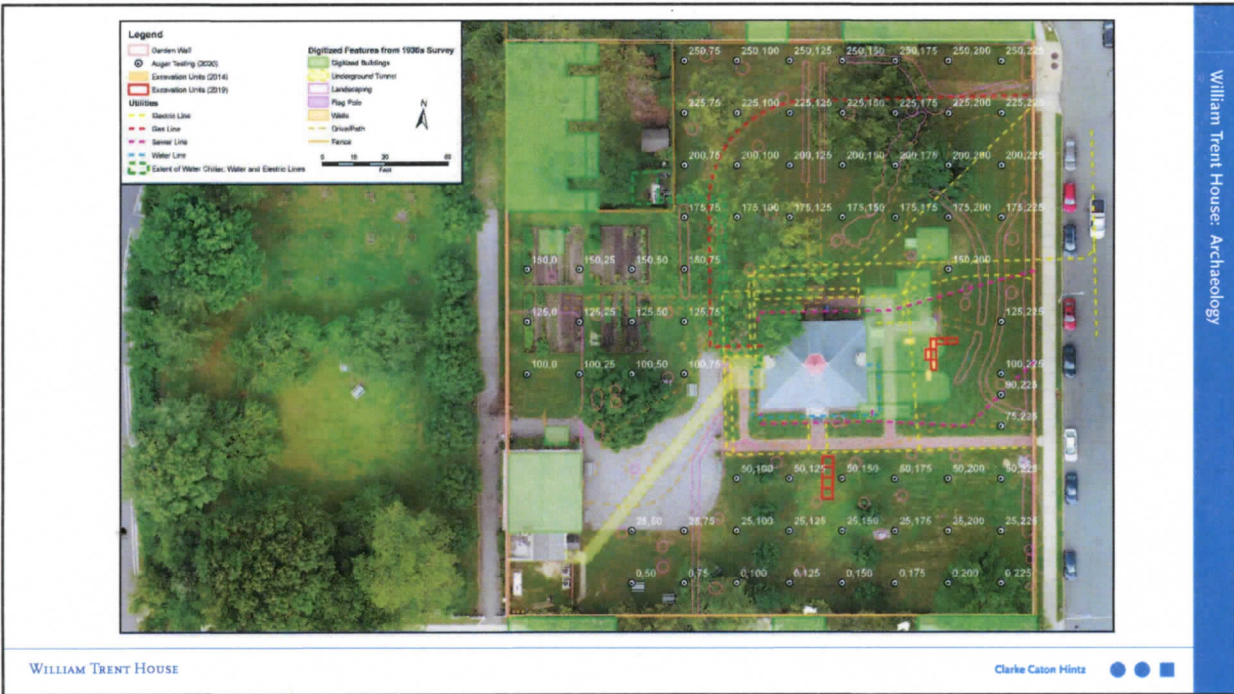 Legend
Garden Wall
Auger Testing (2020)
Excavation Units (2014)
Excavation Units (2019)
Utilities
Electric Line
Gas Line
Sewer Line
Water Line
Extent of Water Chiller, Water and Electric Lines
Digitized Features from 1930s Survey
Digitized Buildings
Underground Tunnel
Landscaping
Flag Pole
Walls
Drive/Path
Fence
N
0 15 30 60
Feet
250,75 250,100 250,125 250,150 250,175 250,200 250,225
225,75 225,100 225,125 225,150 225,175 225,200 225,225
200,75 200,100 200,125 200,150 200,175 200,200 200,225
175,75 175,100 175,125 175,150 175,175 175,200 175,225
150,0 150,25 150,50 150,75 150,200
125,0 125,25 125,50 125,75 125,225
100,0 100,25 100,50 100,75 100,225
90,225
75,225
50,100 50,125 50,150 50,175 50,200 50,225
25,50 25,75 25,100 25,125 25,150 25,175 25,200 25,225
0,50 0,75 0,100 0,125 0,150 0,175 0,200 0,225
William Trent House: Archaeology
WILLIAM TRENT HOUSE
Clarke Caton Hintz